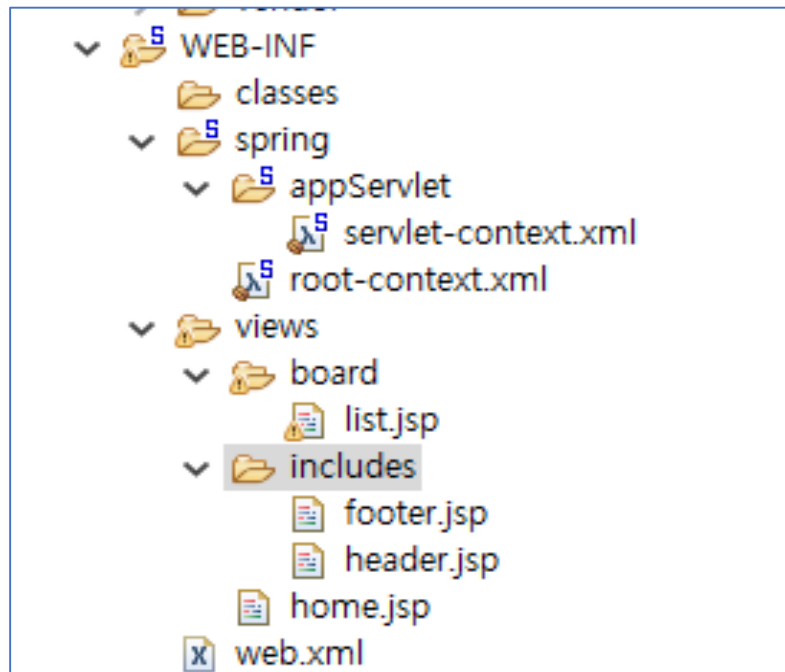 WEB-INF
classes
spring
appServlet
servlet-context.xml
root-context.xml
views
board
list.jsp
includes
footer.jsp
header.jsp
home.jsp
web.xml